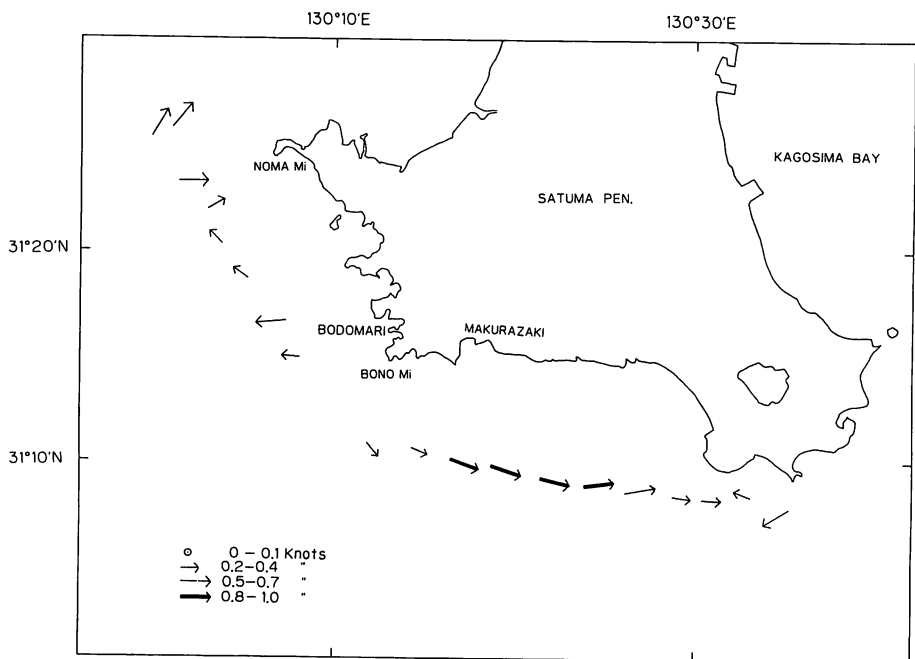 130°10'E 130°30'E
NOMA Mi
KAGOSIMA BAY
SATUMA PEN.
31°20'N
BODOMARI MAKURAZAKI
BONO Mi
31°10'N
0 - 0.1 Knots
0.2-0.4 "
0.5-0.7 "
0.8-1.0 "